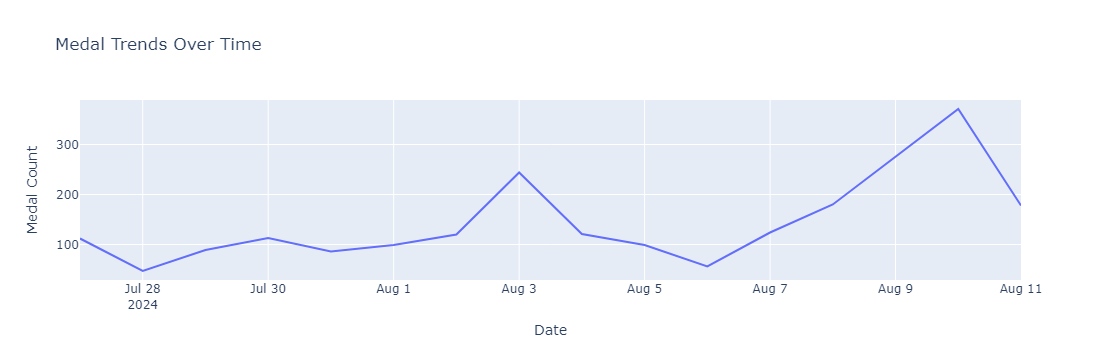 Medal Trends Over Time
Medal Count
300
200
100
Jul 28
2024
Jul 30
Aug 1
Aug 3
Aug 5
Aug 7
Aug 9
Aug 11
Date